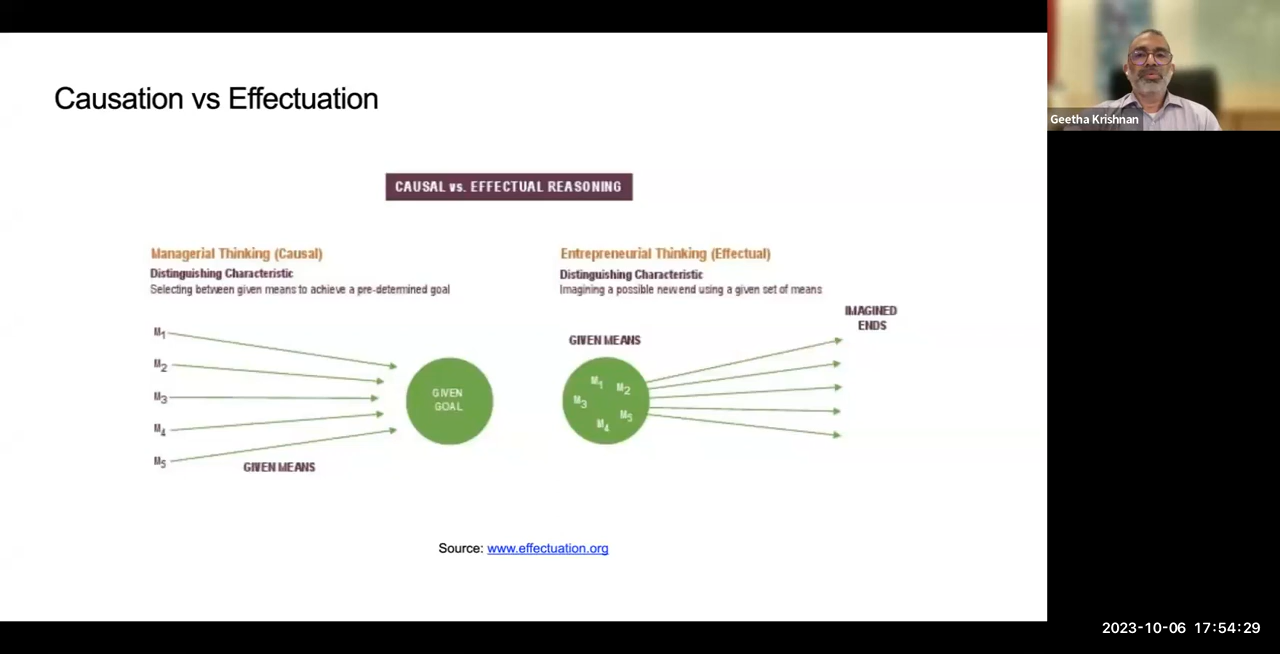 Causation vs Effectuation
Geetha Krishnan
CAUSAL vs. EFFECTUAL REASONING
Managerial Thinking (Causal)
Distinguishing Characteristic
Selecting between given means to achieve a pre-determined goal
M1
M2
M3
M4
M5
GIVEN MEANS
GIVEN
GOAL
Entrepreneurial Thinking (Effectual)
Distinguishing Characteristic
Imagining a possible new end using a given set of means
IMAGINED
ENDS
GIVEN MEANS
M1
M2
M3
M5
M4
Source: www.effectuation.org
2023-10-06 17:54:29